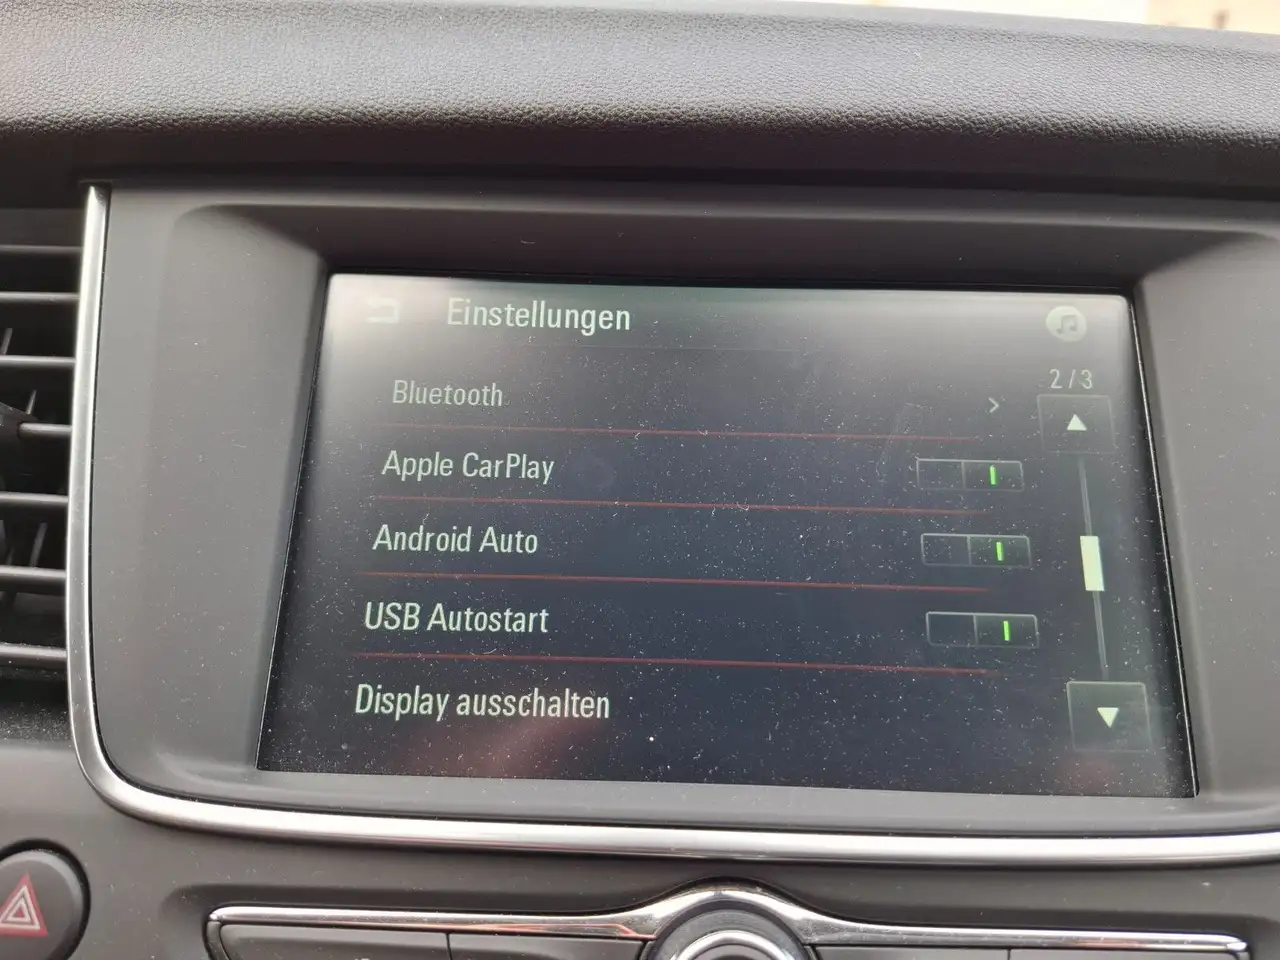 Einstellungen
2/3
Bluetooth
Apple CarPlay
Android Auto
USB Autostart
Display ausschalten